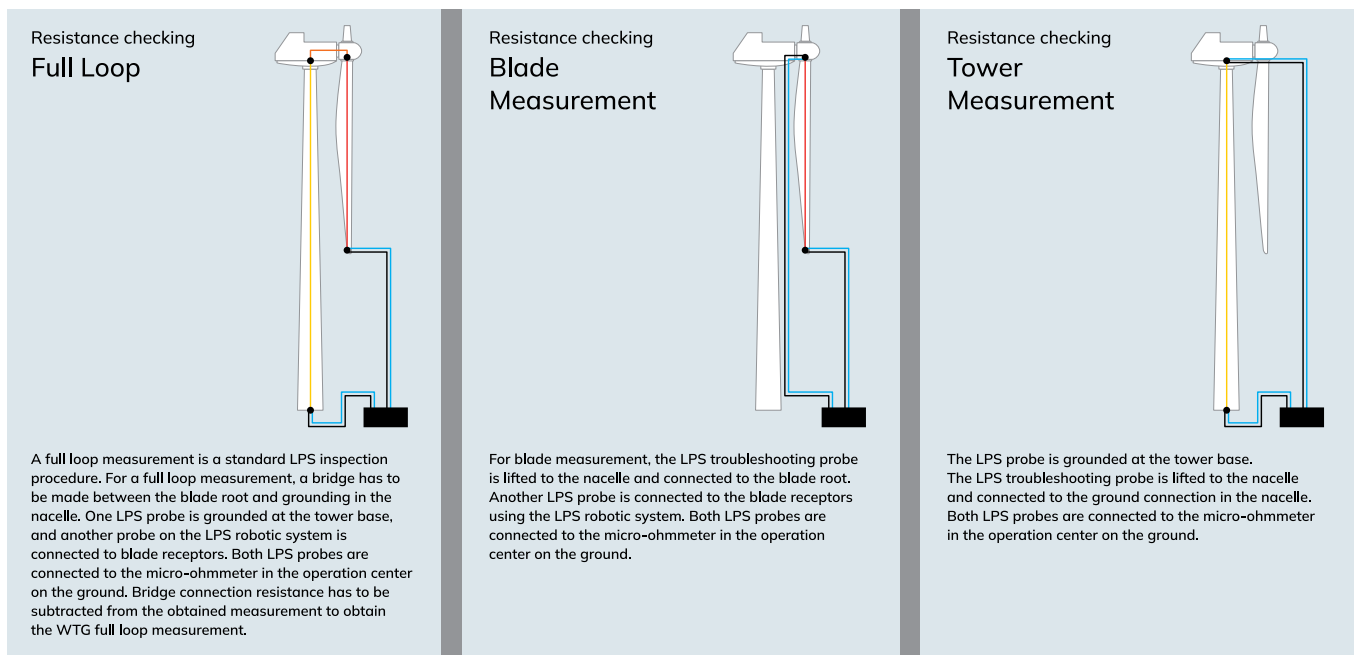 Resistance checking
Full Loop
A full loop measurement is a standard LPS inspection
procedure. For a full loop measurement, a bridge has to
be made between the blade root and grounding in the
nacelle. One LPS probe is grounded at the tower base,
and another probe on the LPS robotic system is
connected to blade receptors. Both LPS probes are
connected to the micro-ohmmeter in the operation center
on the ground. Bridge connection resistance has to be
subtracted from the obtained measurement to obtain
the WTG full loop measurement.
Resistance checking
Blade
Measurement
For blade measurement, the LPS troubleshooting probe
is lifted to the nacelle and connected to the blade root.
Another LPS probe is connected to the blade receptors
using the LPS robotic system. Both LPS probes are
connected to the micro-ohmmeter in the operation
center on the ground.
Resistance checking
Tower
Measurement
The LPS probe is grounded at the tower base.
The LPS troubleshooting probe is lifted to the nacelle
and connected to the ground connection in the nacelle.
Both LPS probes are connected to the micro-ohmmeter
in the operation center on the ground.